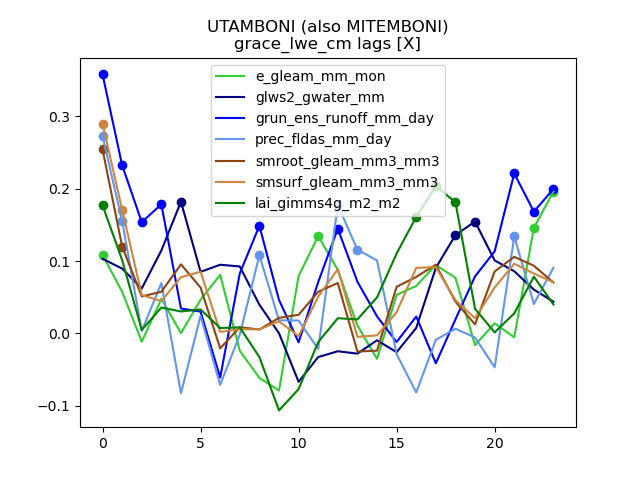 UTAMBONI (also MITEMBONI)
grace_lwe_cm lags [X]
e_gleam_mm_mon
glws2_gwater_mm
grun_ens_runoff_mm_day
prec_fldas_mm_day
smroot_gleam_mm3_mm3
smsurf_gleam_mm3_mm3
lai_gimms4g_m2_m2
0.3
0.2
0.1
0.0
−0.1
0 5 10 15 20